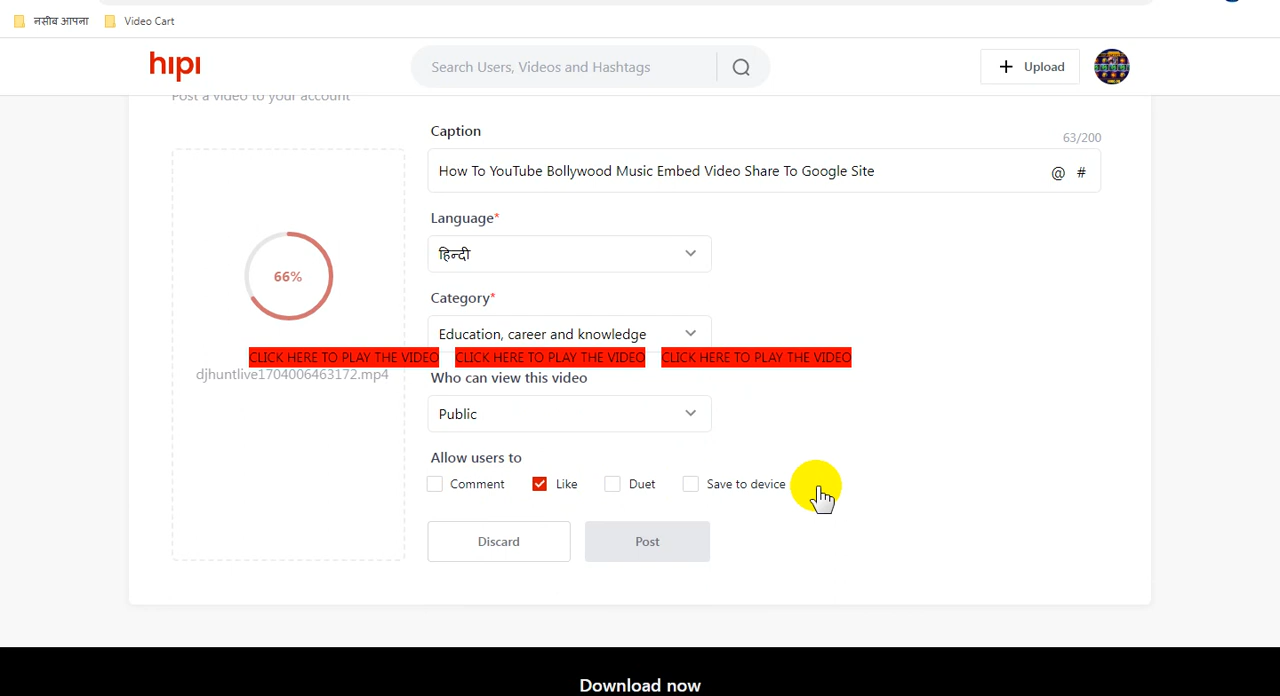 नसीब आपना Video Cart
hipi
Search Users, Videos and Hashtags
Upload
Post a video to your account
Caption
63/200
How To YouTube Bollywood Music Embed Video Share To Google Site
@ #
Language*
हिन्दी
66%
Category*
Education, career and knowledge
CLICK HERE TO PLAY THE VIDEO CLICK HERE TO PLAY THE VIDEO CLICK HERE TO PLAY THE VIDEO
djhuntlive1704006463172.mp4
Who can view this video
Public
Allow users to
Comment Like Duet Save to device
Discard Post
Download now